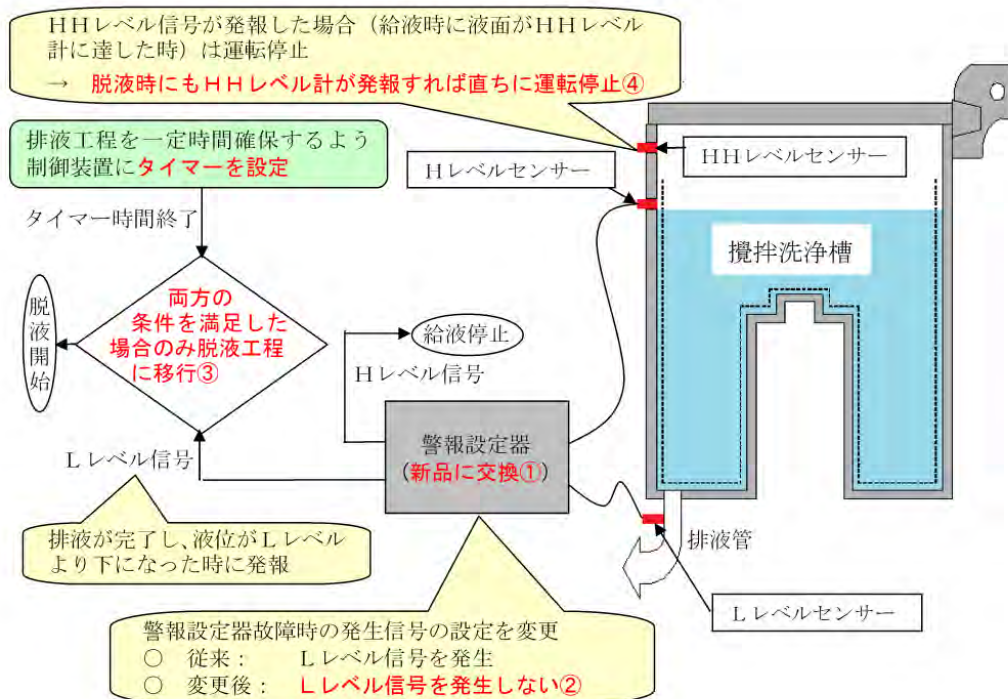 ＨＨレベル信号が発報した場合（給液時に液面がＨＨレベル
計に達した時）は運転停止
→　脱液時にもＨＨレベル計が発報すれば直ちに運転停止④
排液工程を一定時間確保するよう
制御装置にタイマーを設定
タイマー時間終了
Ｈレベルセンサー
ＨＨレベルセンサー
攪拌洗浄槽
両方の
条件を満足した
場合のみ脱液工程
に移行③
脱液開始
給液停止
Ｈレベル信号
警報設定器
（新品に交換①）
Ｌレベル信号
排液が完了し、液位がＬレベル
より下になった時に発報
排液管
Ｌレベルセンサー
警報設定器故障時の発生信号の設定を変更
○　従来：　　Ｌレベル信号を発生
○　変更後：　Ｌレベル信号を発生しない②